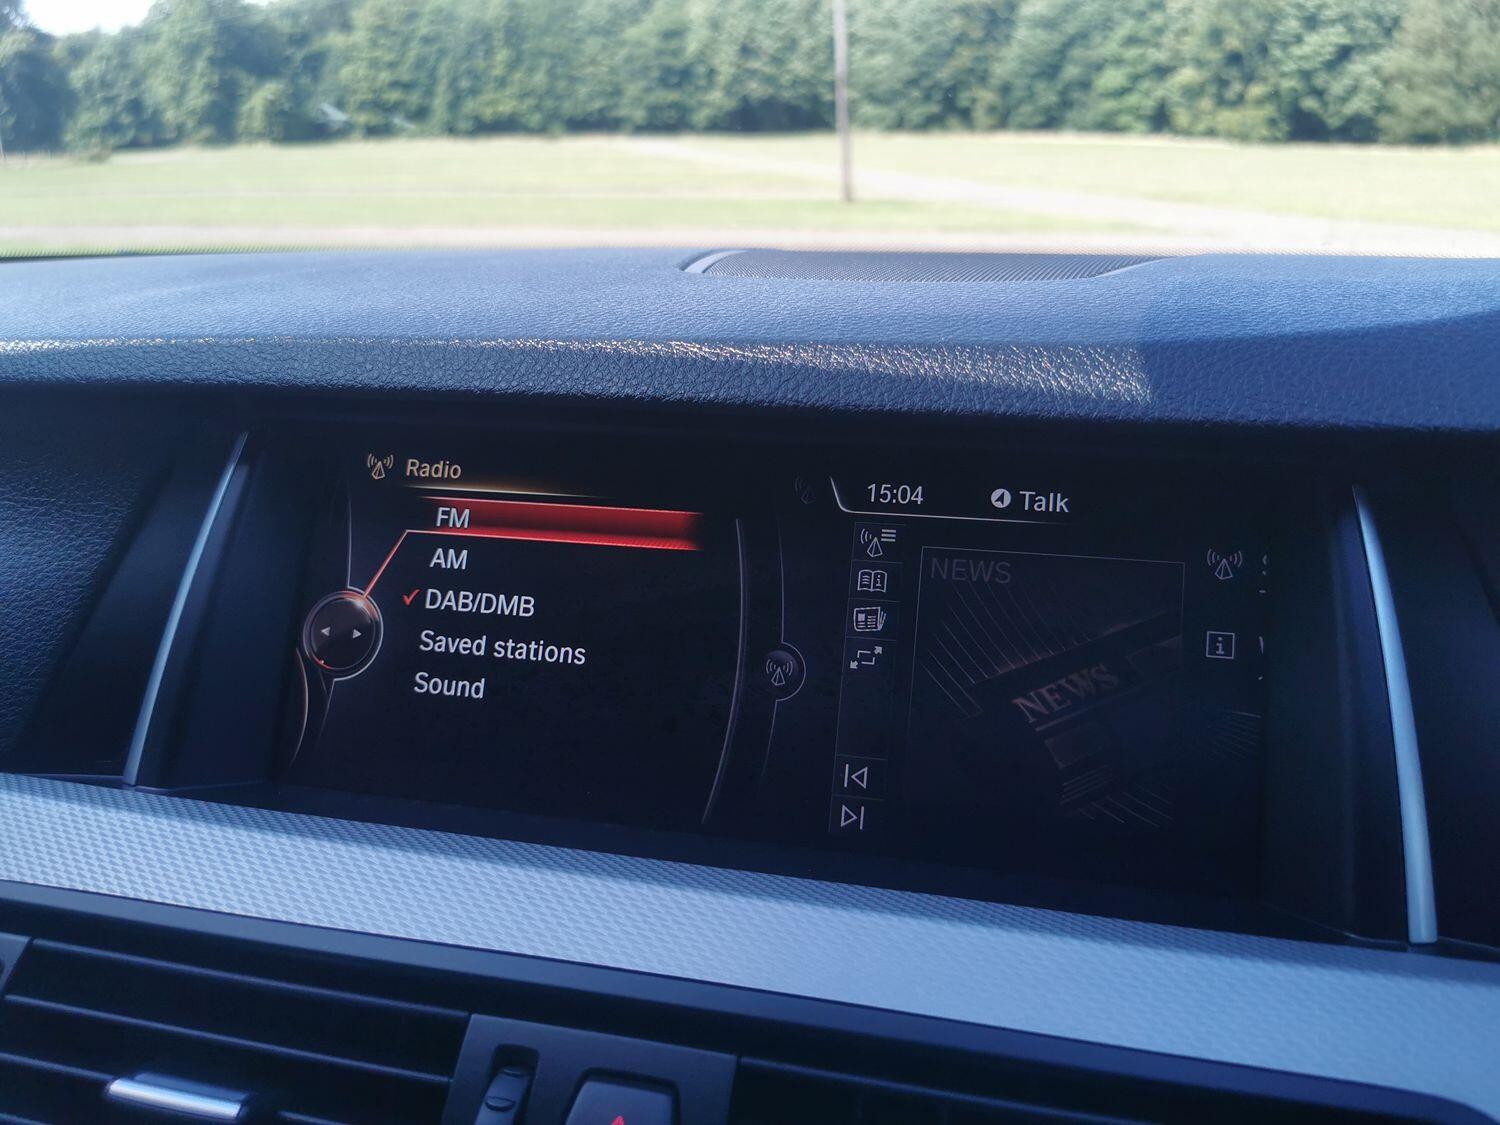 Radio
FM
AM
DAB/DMB
Saved stations
Sound
15:04
Talk
NEWS
NEWS